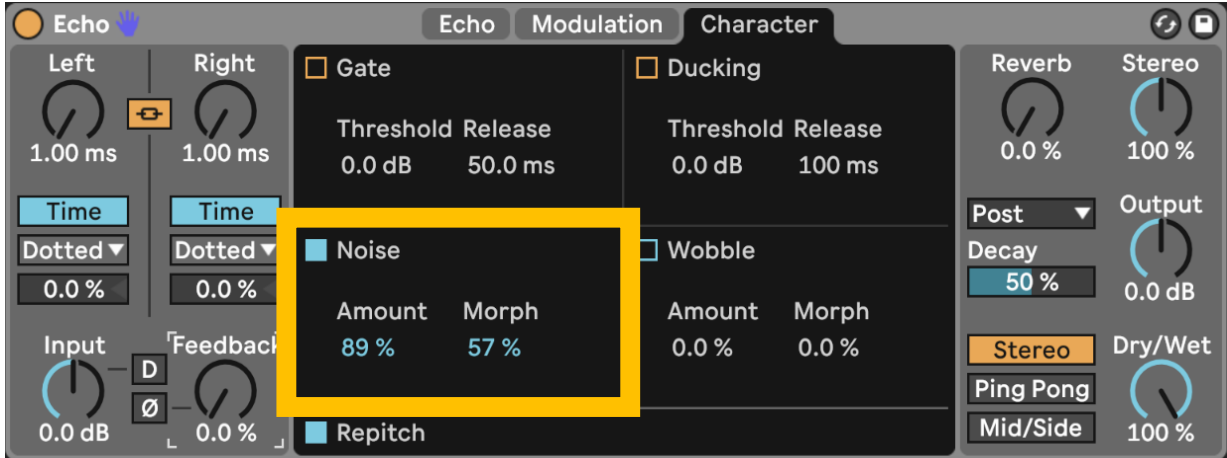 Echo
Echo Modulation Character
Left Right
1.00 ms 1.00 ms
Time Time
Dotted Dotted
0.0 % 0.0 %
Input Feedback
D
Ø
0.0 dB 0.0 %
Gate
Threshold Release
0.0 dB 50.0 ms
Ducking
Threshold Release
0.0 dB 100 ms
Noise
Amount Morph
89 % 57 %
Wobble
Amount Morph
0.0 % 0.0 %
Repitch
Reverb Stereo
0.0 % 100 %
Post Output
Decay
50 % 0.0 dB
Stereo Dry/Wet
Ping Pong
Mid/Side 100 %